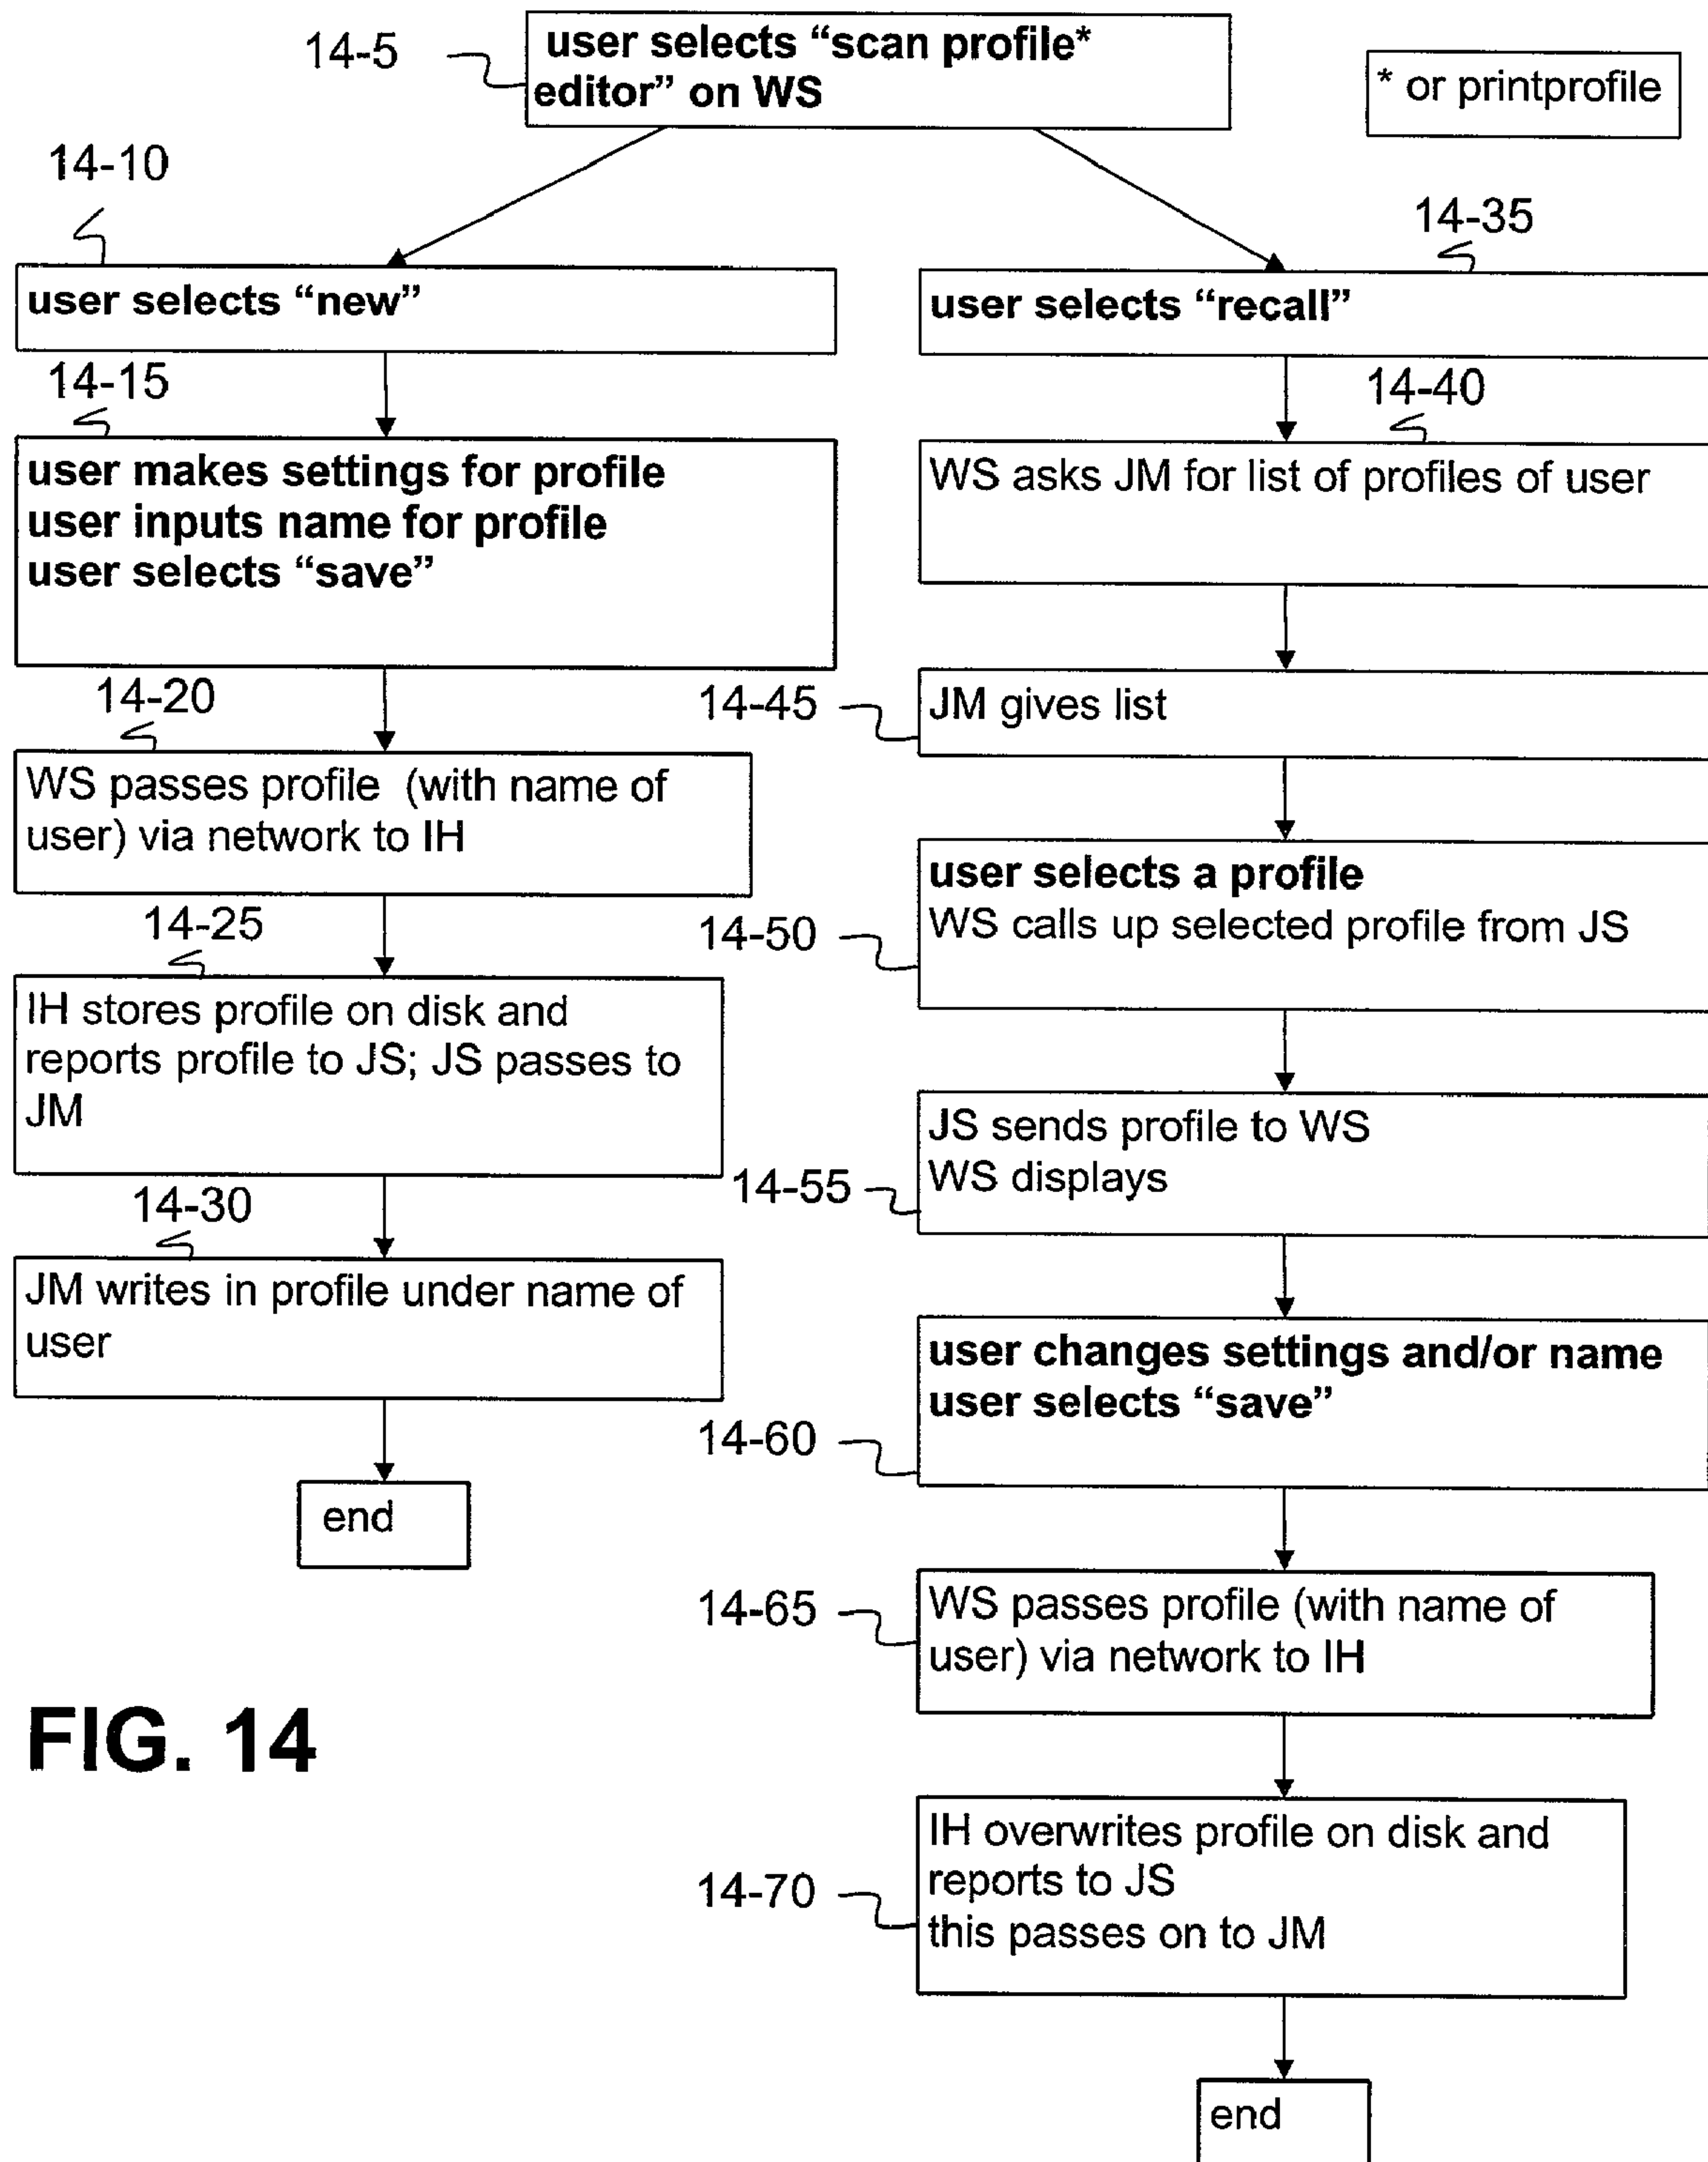 14-5
user selects “scan profile*
editor” on WS
* or printprofile
14-10
user selects “new”
14-15
user makes settings for profile
user inputs name for profile
user selects “save”
14-20
WS passes profile (with name of
user) via network to IH
14-25
IH stores profile on disk and
reports profile to JS; JS passes to
JM
14-30
JM writes in profile under name of
user
end
14-35
user selects “recall”
14-40
WS asks JM for list of profiles of user
14-45
JM gives list
14-50
user selects a profile
WS calls up selected profile from JS
14-55
JS sends profile to WS
WS displays
14-60
user changes settings and/or name
user selects “save”
14-65
WS passes profile (with name of
user) via network to IH
14-70
IH overwrites profile on disk and
reports to JS
this passes on to JM
end
FIG. 14